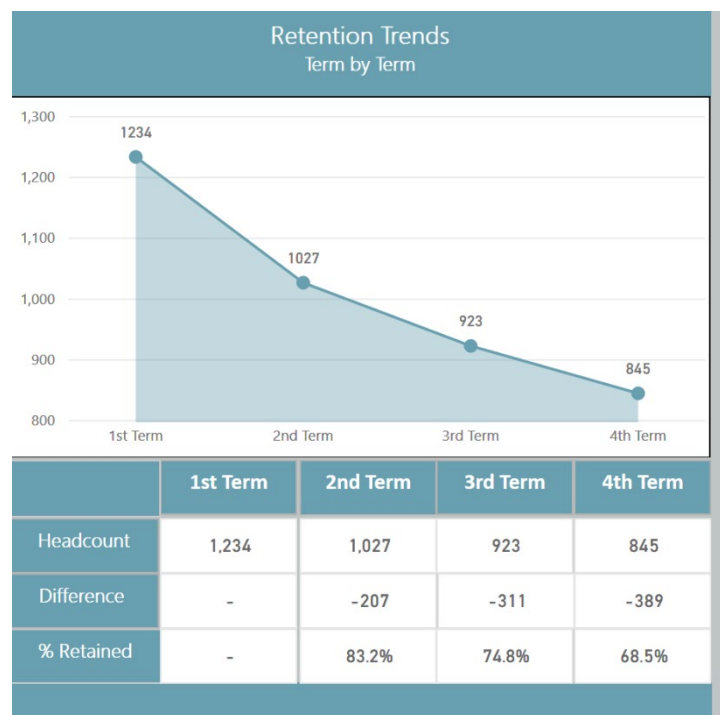 Retention Trends
Term by Term
1,300
1234
1,200
1,100
1027
1,000
923
900
845
800
1st Term 2nd Term 3rd Term 4th Term
1st Term 2nd Term 3rd Term 4th Term
Headcount 1,234 1,027 923 845
Difference - -207 -311 -389
% Retained - 83.2% 74.8% 68.5%